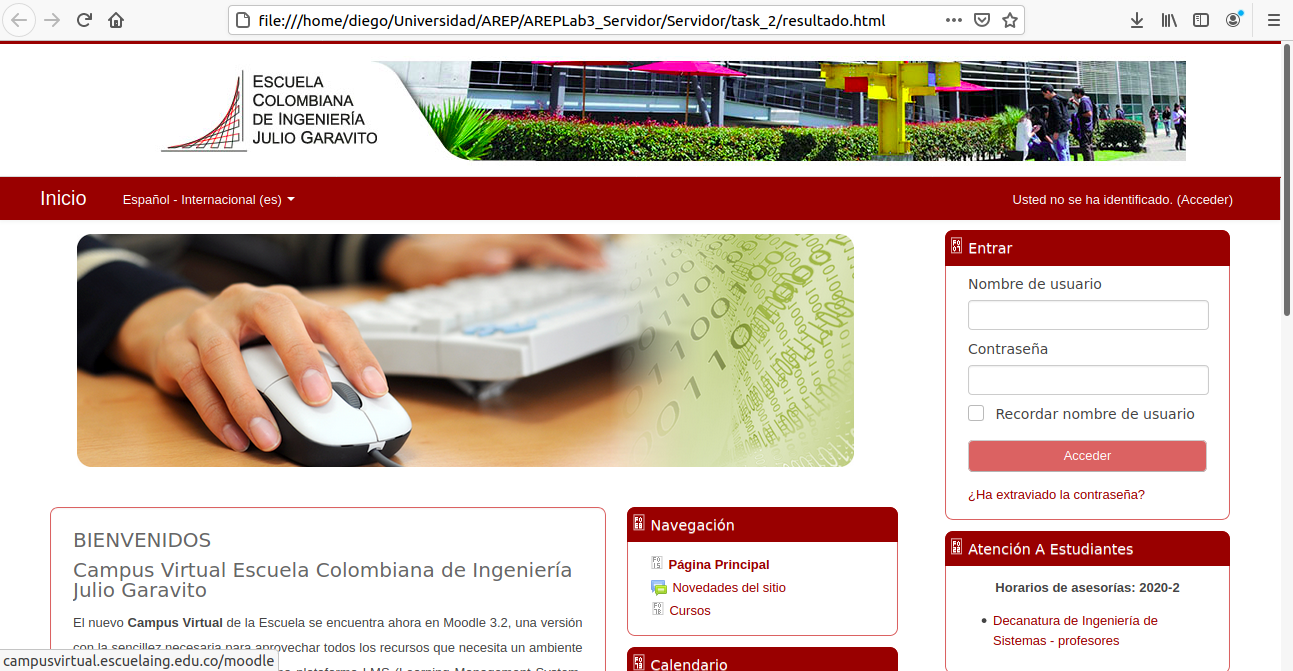 file:///home/diego/Universidad/AREP/AREPLab3_Servidor/Servidor/task_2/resultado.html
ESCUELA
COLOMBIANA
DE INGENIERÍA
JULIO GARAVITO
Inicio
Español - Internacional (es)
Usted no se ha identificado. (Acceder)
Entrar
Nombre de usuario
Contraseña
Recordar nombre de usuario
Acceder
¿Ha extraviado la contraseña?
BIENVENIDOS
Campus Virtual Escuela Colombiana de Ingeniería
Julio Garavito
El nuevo Campus Virtual de la Escuela se encuentra ahora en Moodle 3.2, una versión
con la sencillez necesaria para aprovechar todos los recursos que necesita un ambiente
plataforma LMS (Learning Management System
Navegación
Página Principal
Novedades del sitio
Cursos
Calendario
Atención A Estudiantes
Horarios de asesorías: 2020-2
Decanatura de Ingeniería de
Sistemas - profesores
campusvirtual.escuelaing.edu.co/moodle